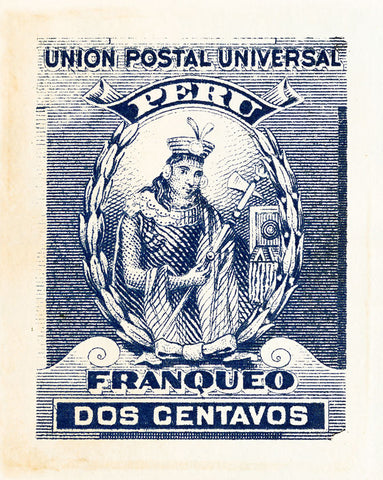 UNION POSTAL UNIVERSAL
PERU
FRANQUEO
DOS CENTAVOS